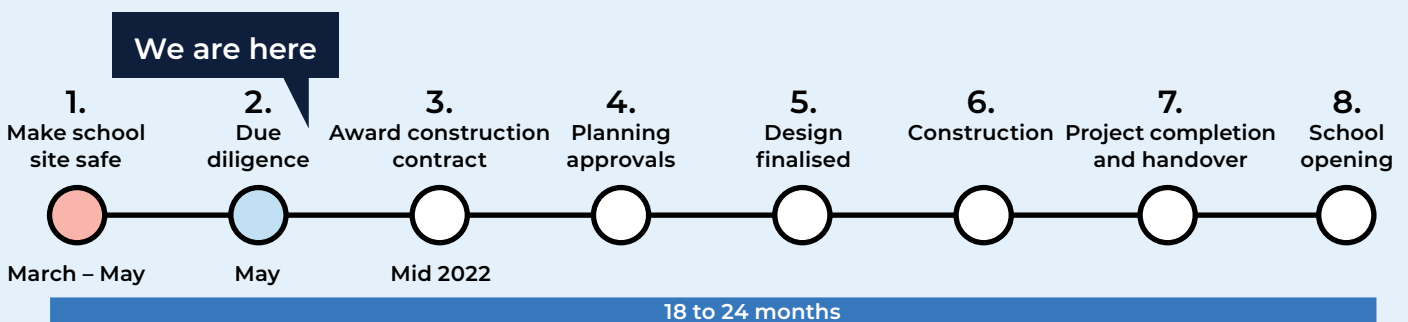 We are here
1.
Make school
site safe
March – May
2.
Due
diligence
May
3.
Award construction
contract
Mid 2022
4.
Planning
approvals
5.
Design
finalised
6.
Construction
7.
Project completion
and handover
8.
School
opening
18 to 24 months